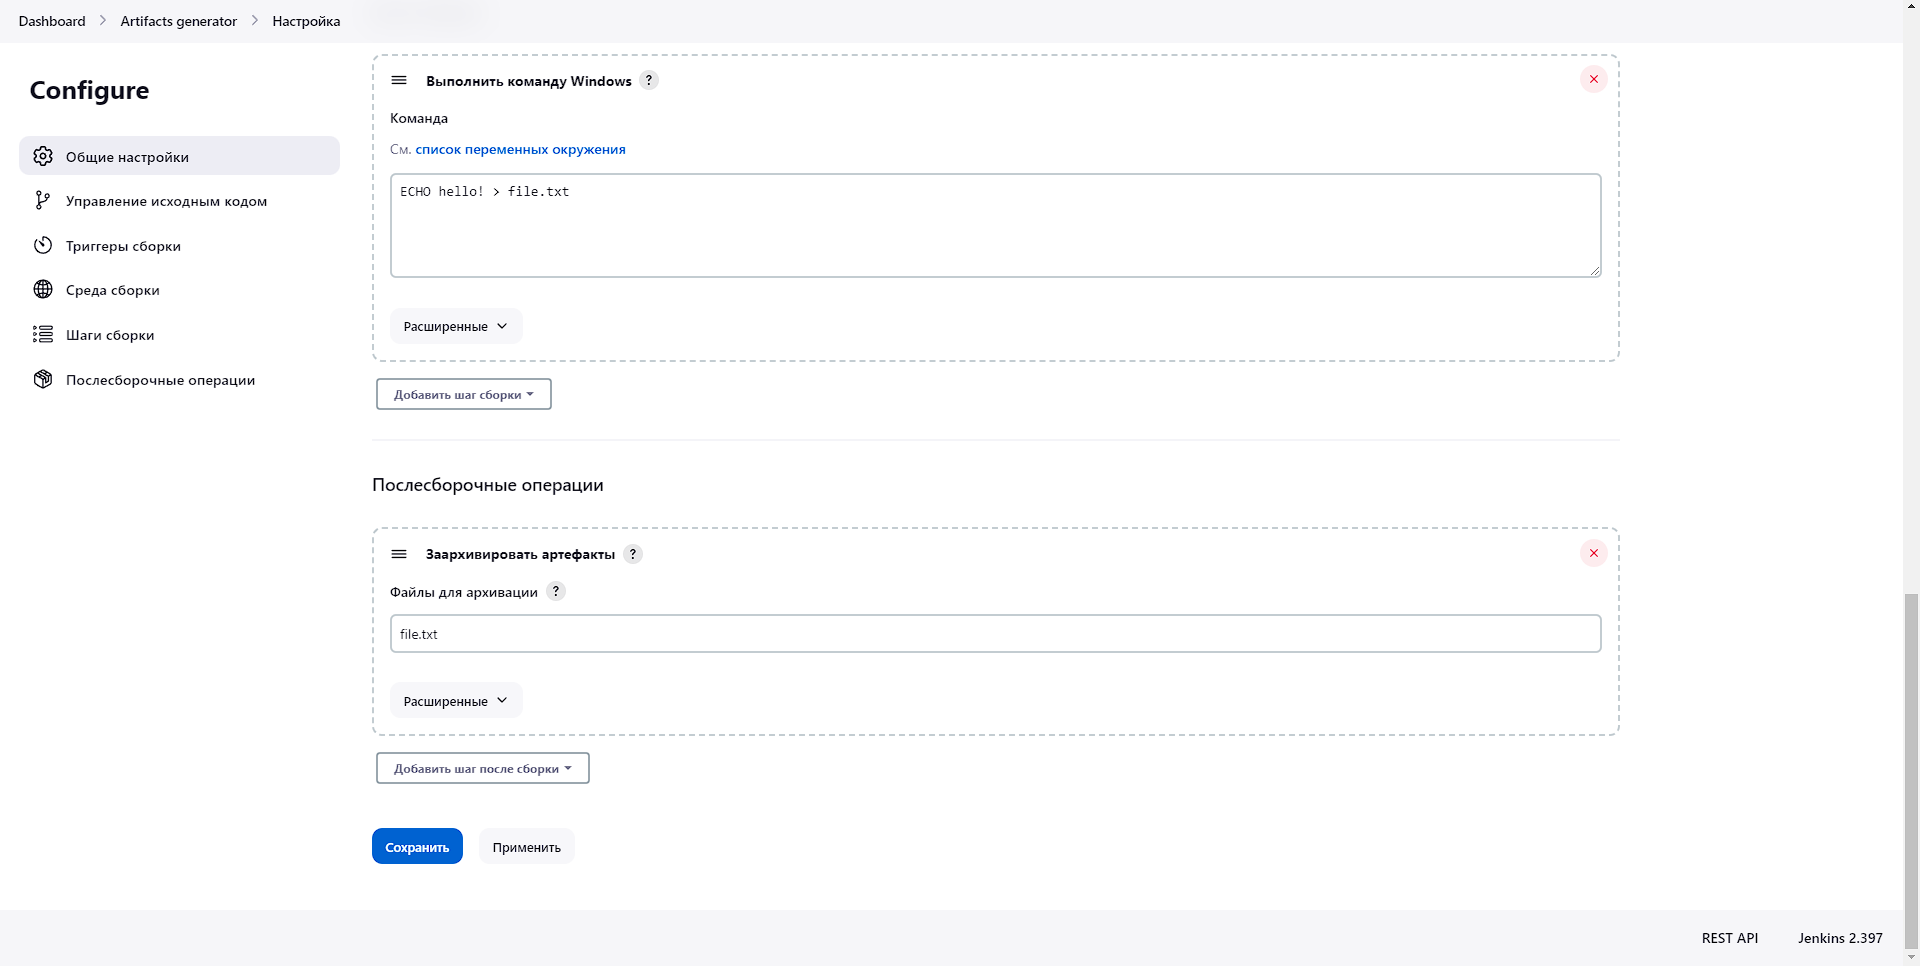 Dashboard > Artifacts generator > Настройка
Configure
Общие настройки
Управление исходным кодом
Триггеры сборки
Среда сборки
Шаги сборки
Послесборочные операции
Выполнить команду Windows ?
Команда
См. список переменных окружения
ECHO hello! > file.txt
Расширенные
Добавить шаг сборки
Послесборочные операции
Заархивировать артефакты ?
Файлы для архивации ?
file.txt
Расширенные
Добавить шаг после сборки
Сохранить Применить
REST API Jenkins 2.397